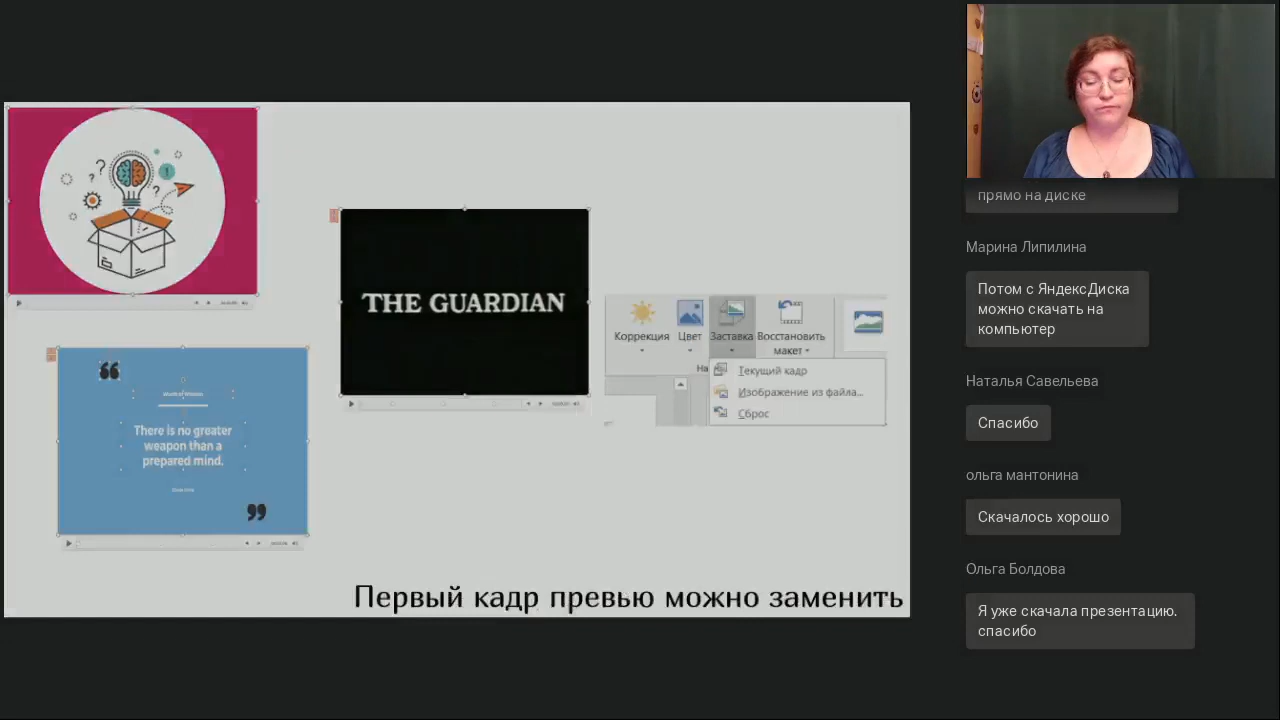 THE GUARDIAN
There is no greater
weapon than a
prepared mind.
Коррекция
Цвет
Заставка
Восстановить
макет
На
Текущий кадр
Изображение из файла...
Сброс
Первый кадр превью можно заменить
прямо на диске
Марина Липилина
Потом с ЯндексДиска
можно скачать на
компьютер
Наталья Савельева
Спасибо
ольга мантонина
Скачалось хорошо
Ольга Болдова
Я уже скачала презентацию.
спасибо